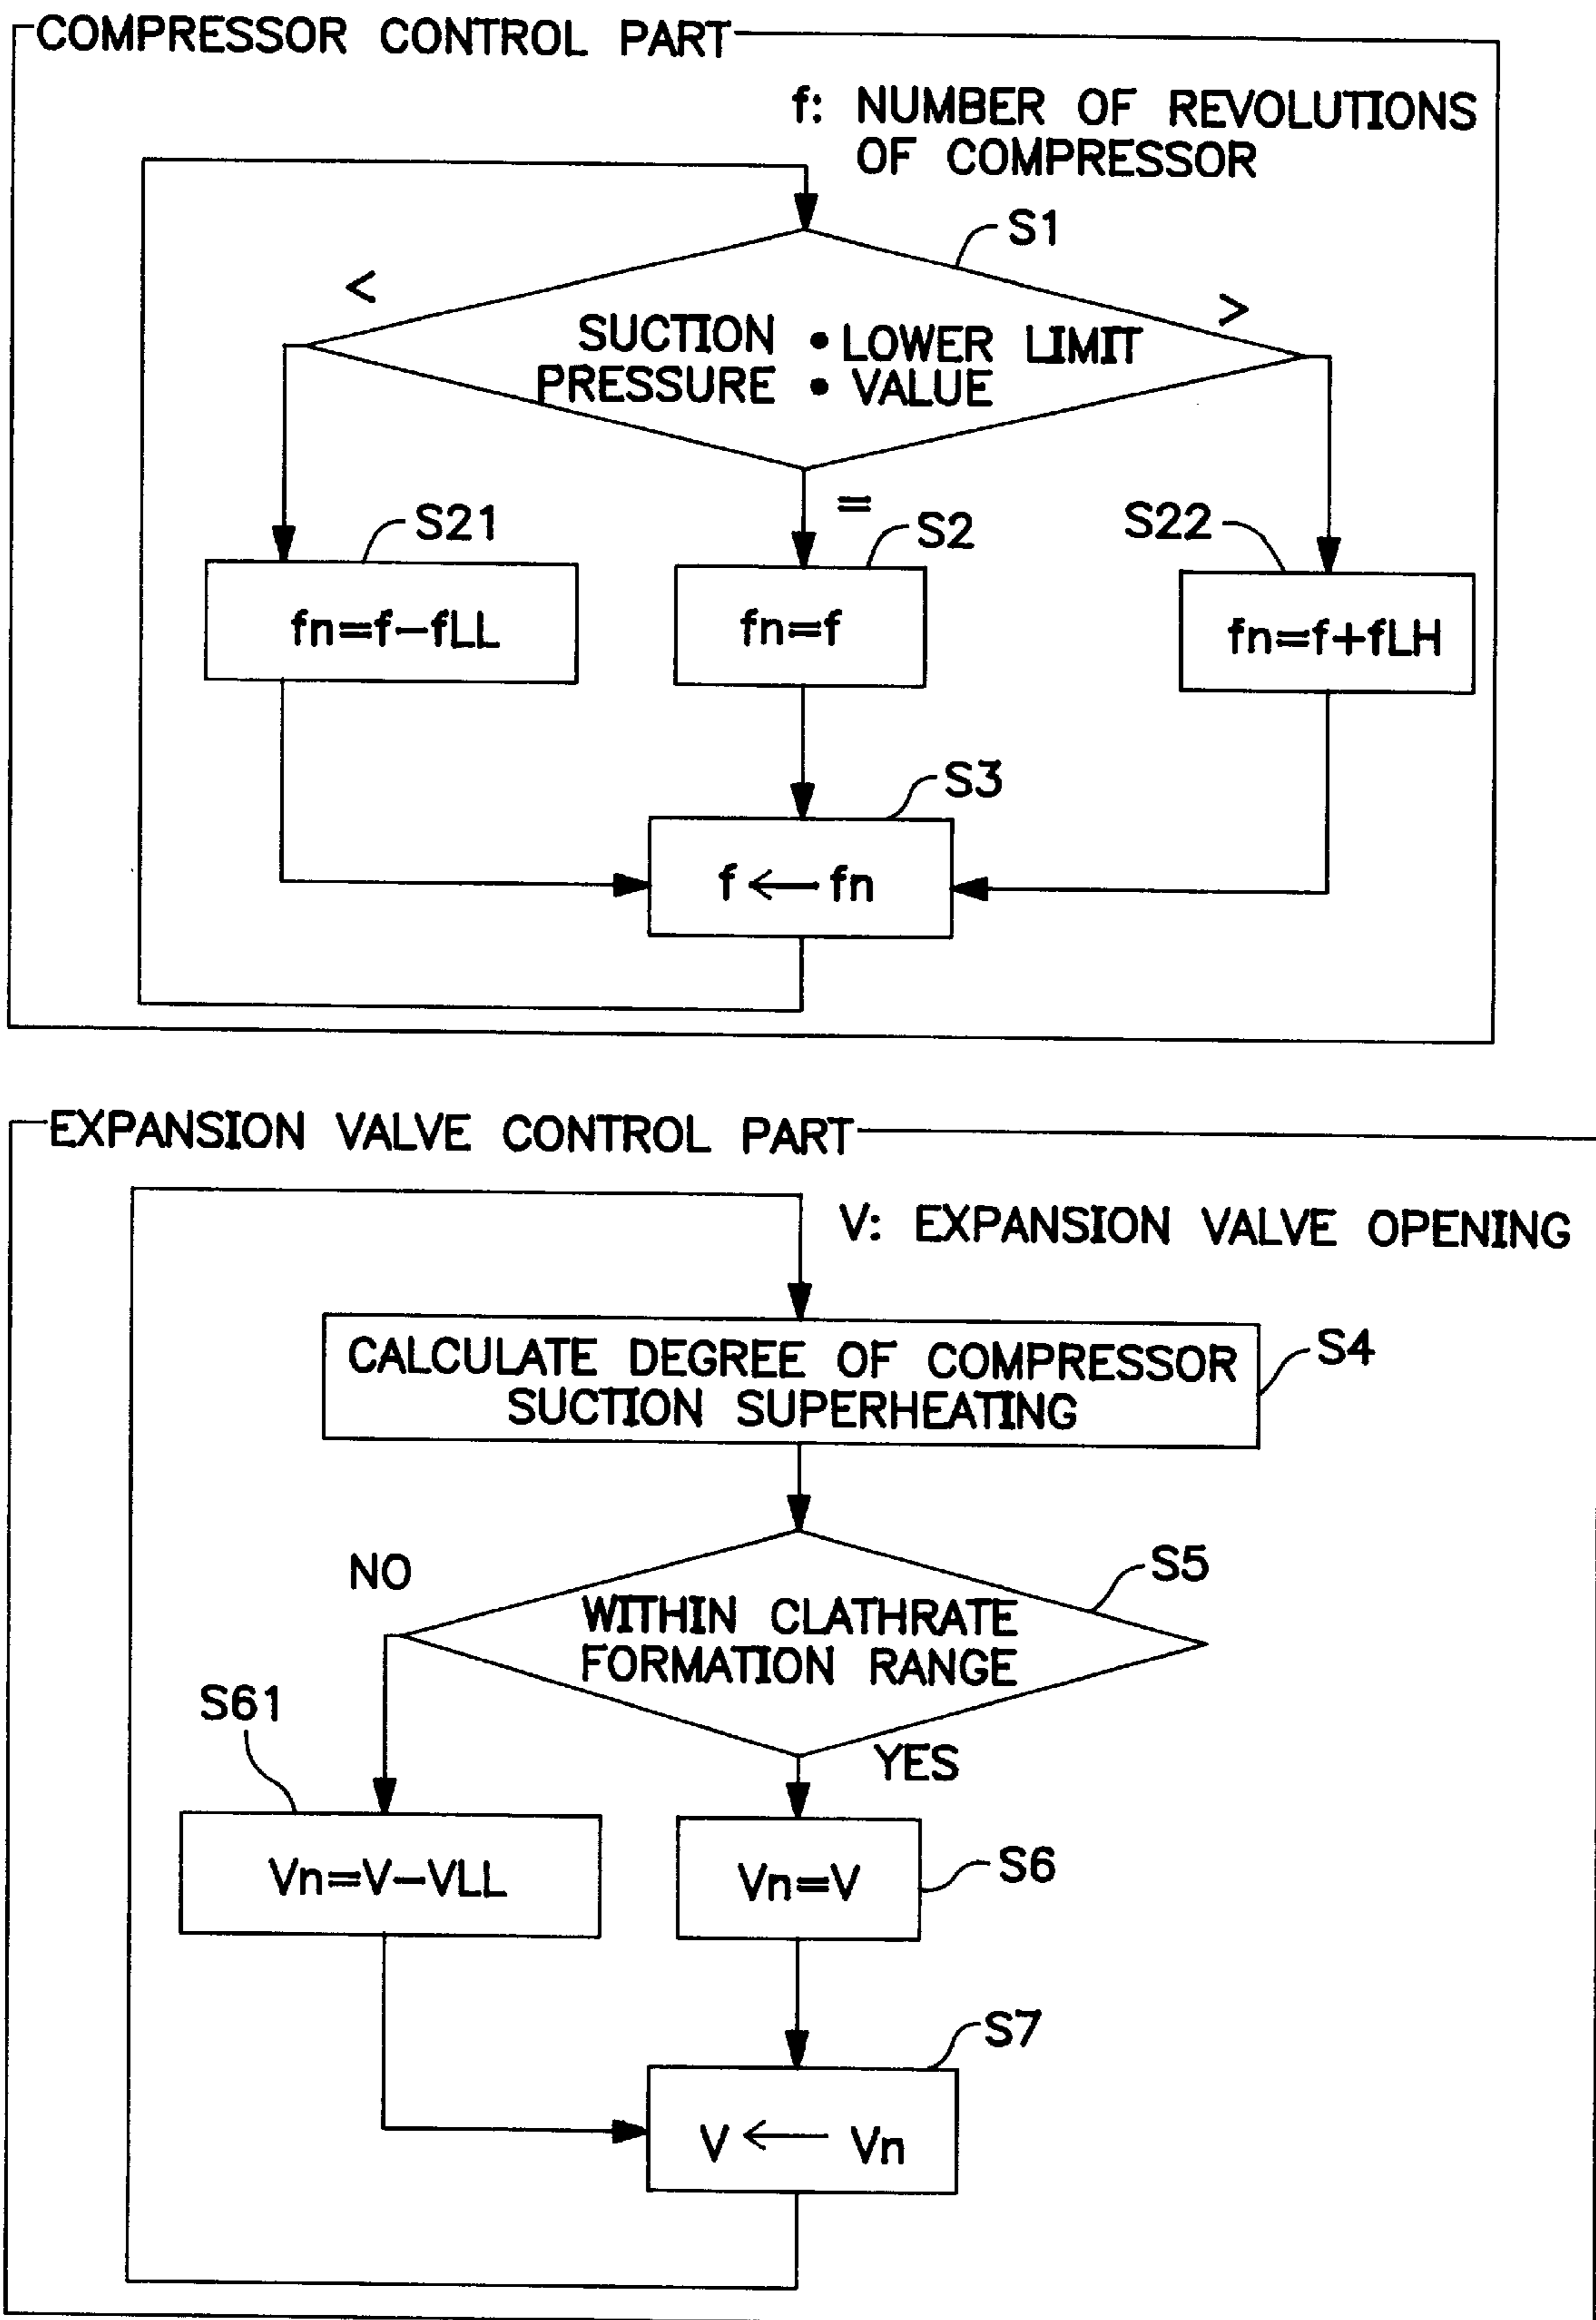 COMPRESSOR CONTROL PART
f: NUMBER OF REVOLUTIONS
OF COMPRESSOR
S1
<
>
SUCTION : LOWER LIMIT
PRESSURE : VALUE
=
S21
S2
S22
fn=f-fLL
fn=f
fn=f+fLH
S3
f ← fn
EXPANSION VALVE CONTROL PART
V: EXPANSION VALVE OPENING
CALCULATE DEGREE OF COMPRESSOR
SUCTION SUPERHEATING
S4
NO
S5
WITHIN CLATHRATE
FORMATION RANGE
S61
YES
Vn=V-VLL
Vn=V
S6
S7
V ← Vn